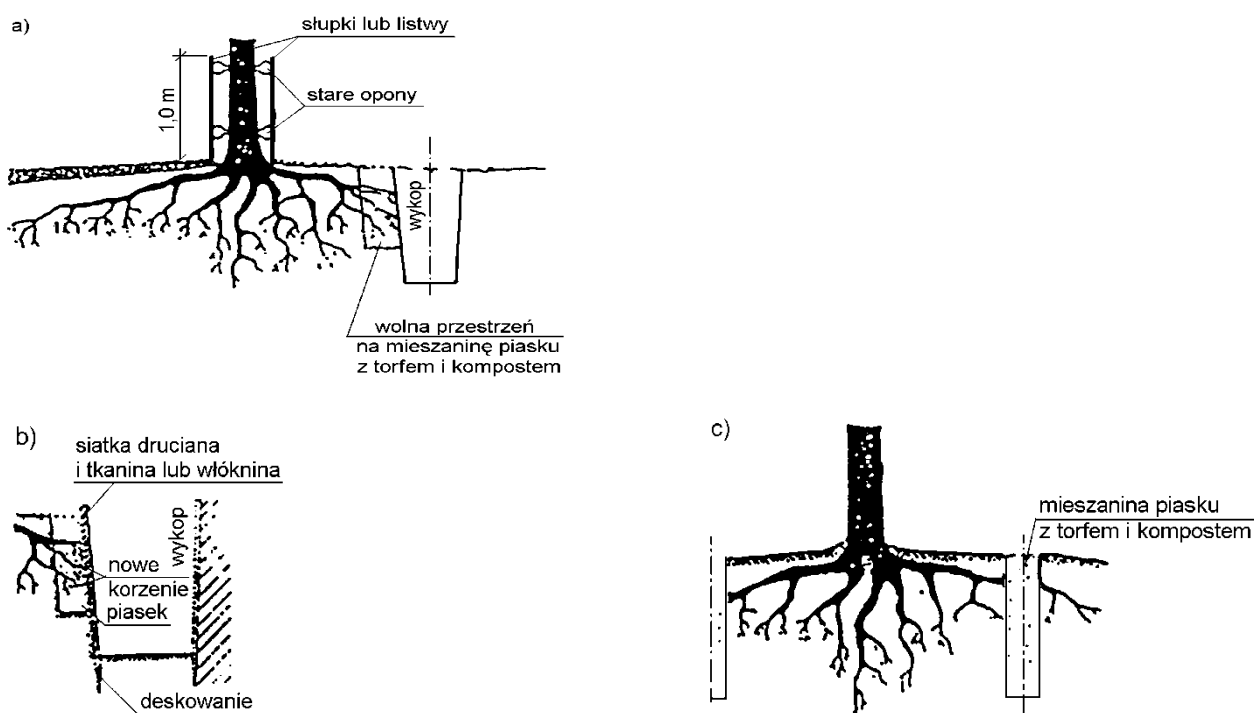 a)
słupki lub listwy
stare opony
1,0 m
wykop
wolna przestrzeń
na mieszaninę piasku
z torfem i kompostem
b)
siatka druciana
i tkanina lub włóknina
wykop
nowe
korzenie
piasek
deskowanie
c)
mieszanina piasku
z torfem i kompostem